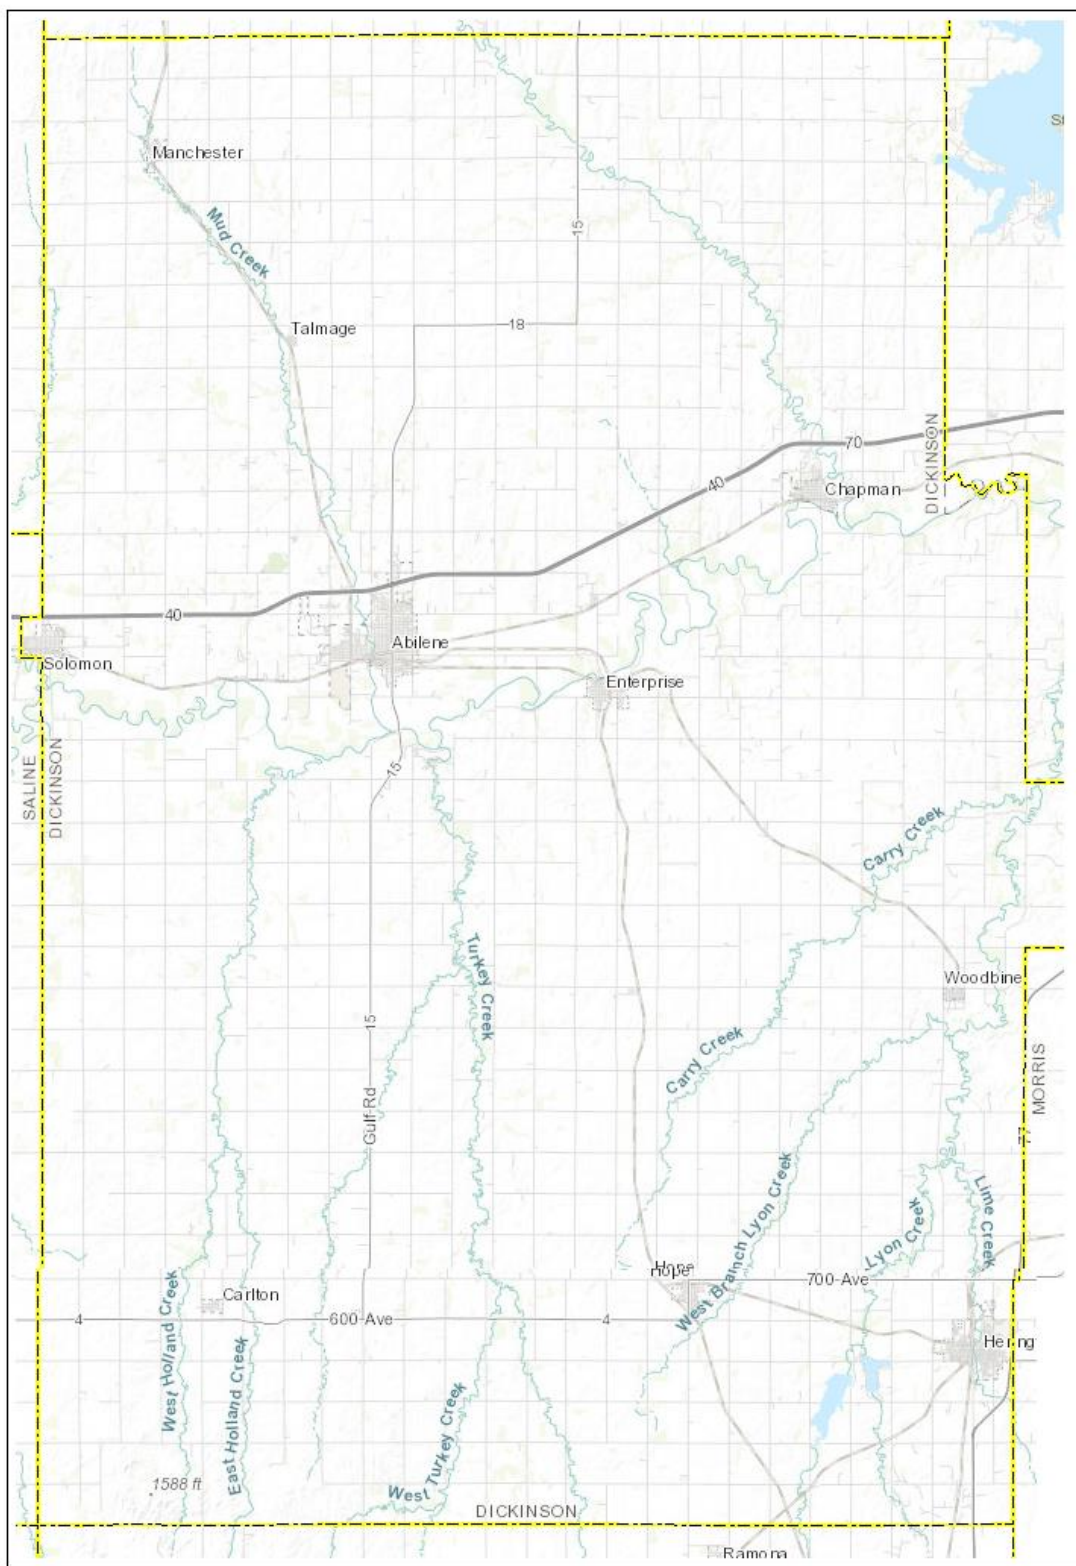 St
Manchester
Mud Creek
15
Talmage
18
DICKINSON
70
40
Chapman
40
Abilene
Solomon
Enterprise
SALINE
DICKINSON
15
Carry Creek
Turkey Creek
Woodbine
15
Carry Creek
MORRIS
Gulf Rd
77
West Branch Lyon Creek
Lyon Creek
Lime Creek
Hope
700-Ave
West Holland Creek
Carlton
4
600-Ave
4
Hering
East Holland Creek
West Turkey Creek
1588 ft
DICKINSON
Ramona